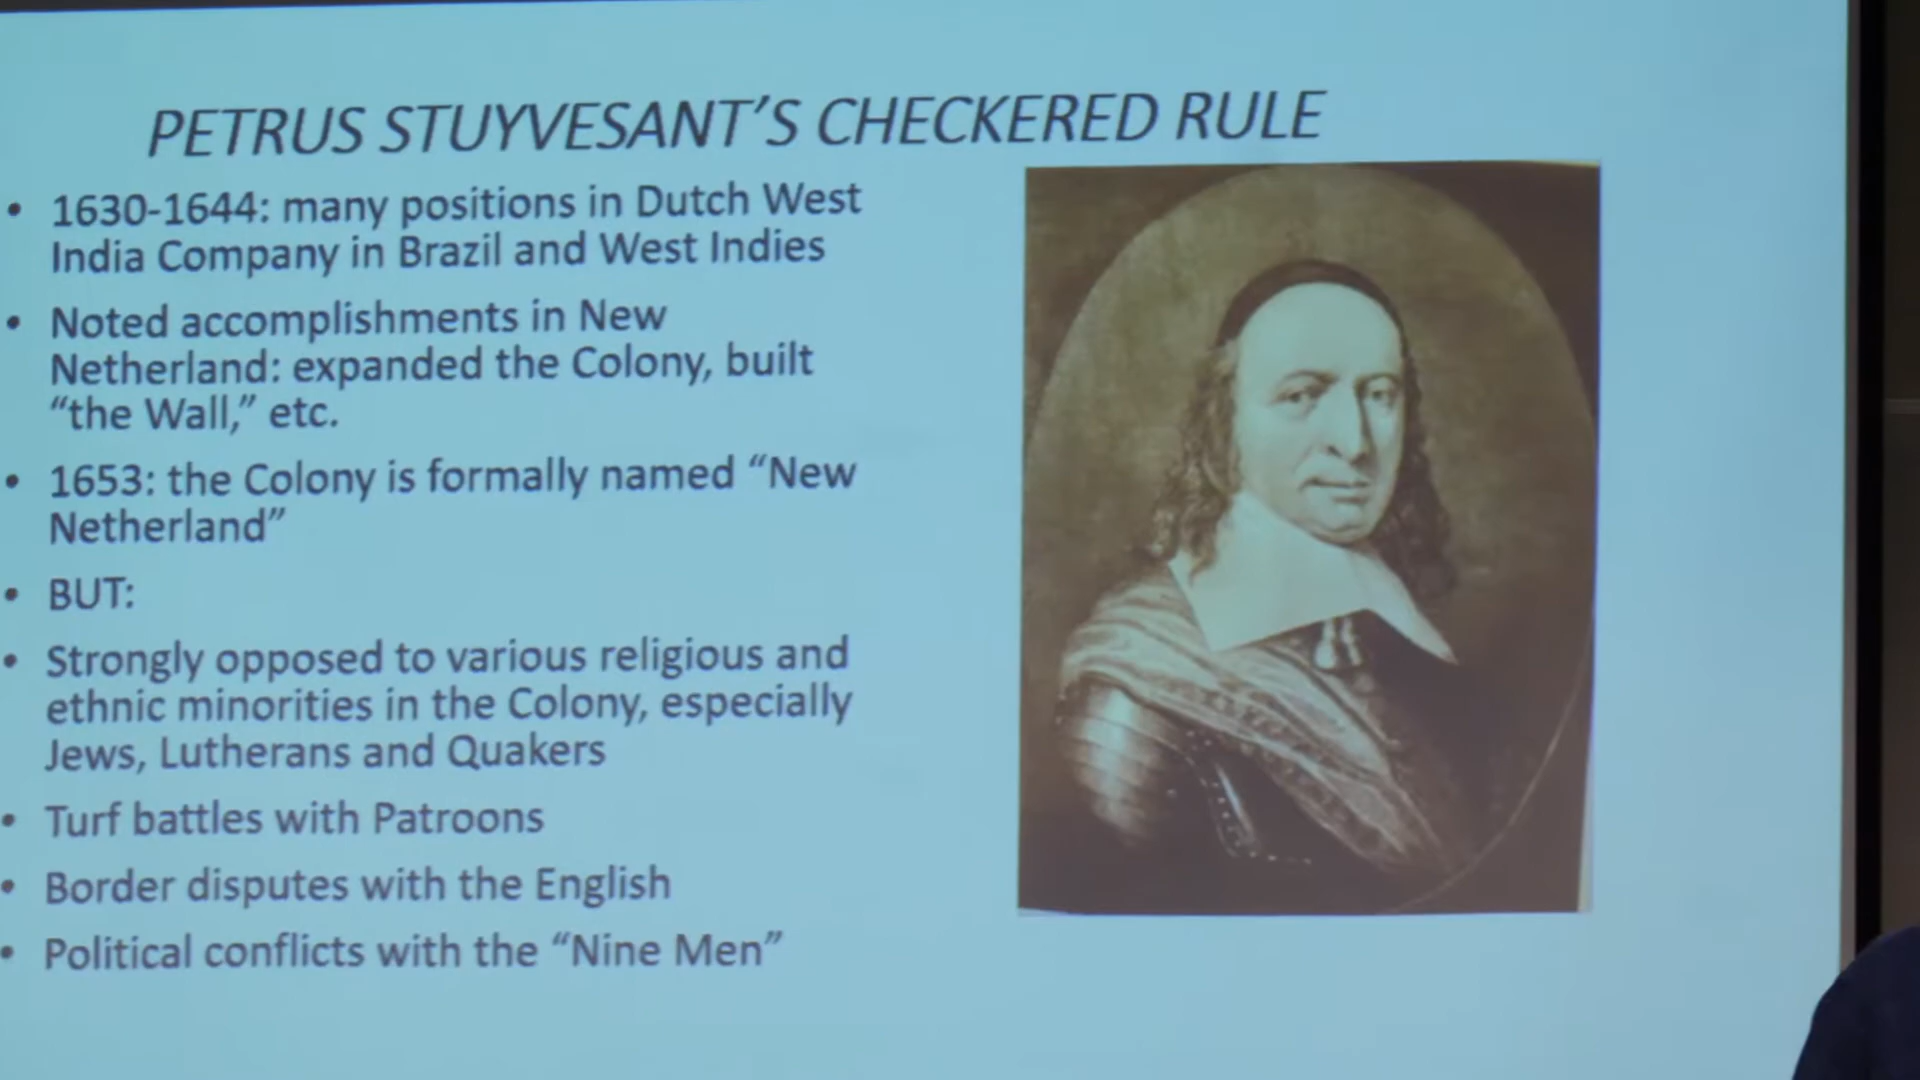 PETRUS STUYVESANT'S CHECKERED RULE
• 1630-1644: many positions in Dutch West
India Company in Brazil and West Indies
• Noted accomplishments in New
Netherland: expanded the Colony, built
“the Wall,” etc.
• 1653: the Colony is formally named “New
Netherland”
• BUT:
• Strongly opposed to various religious and
ethnic minorities in the Colony, especially
Jews, Lutherans and Quakers
• Turf battles with Patroons
• Border disputes with the English
• Political conflicts with the “Nine Men”